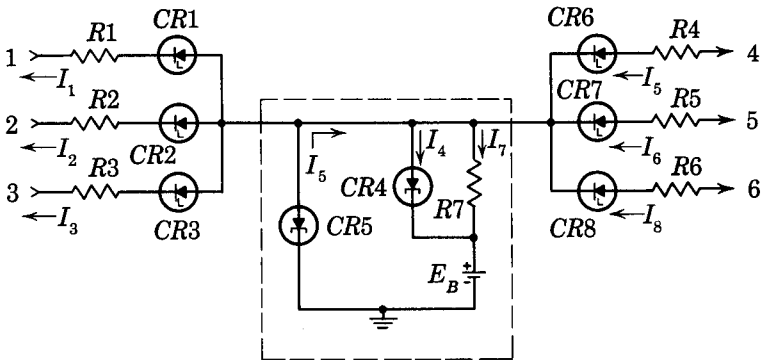 1 R1 CR1
I₁
2 R2 CR2
I₂
3 R3 CR3
I₃
I₅
CR5
CR4
I₄
R7
I₇
E_B
+
-
CR6 R4 4
I₅
CR7 R5 5
I₆
CR8 R6 6
I₈